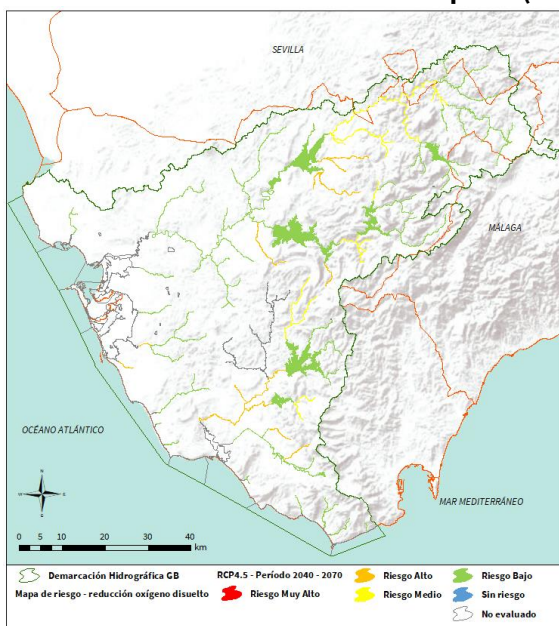 SEVILLA
MÁLAGA
OCÉANO ATLÁNTICO
MAR MEDITERRÁNEO
N
W E
S
0 5 10 20 30 40
km
Demarcación Hidrográfica GB RCP4.5 - Período 2040 - 2070 Riesgo Alto Riesgo Bajo
Mapa de riesgo - reducción oxígeno disuelto Riesgo Muy Alto Riesgo Medio Sin riesgo
No evaluado